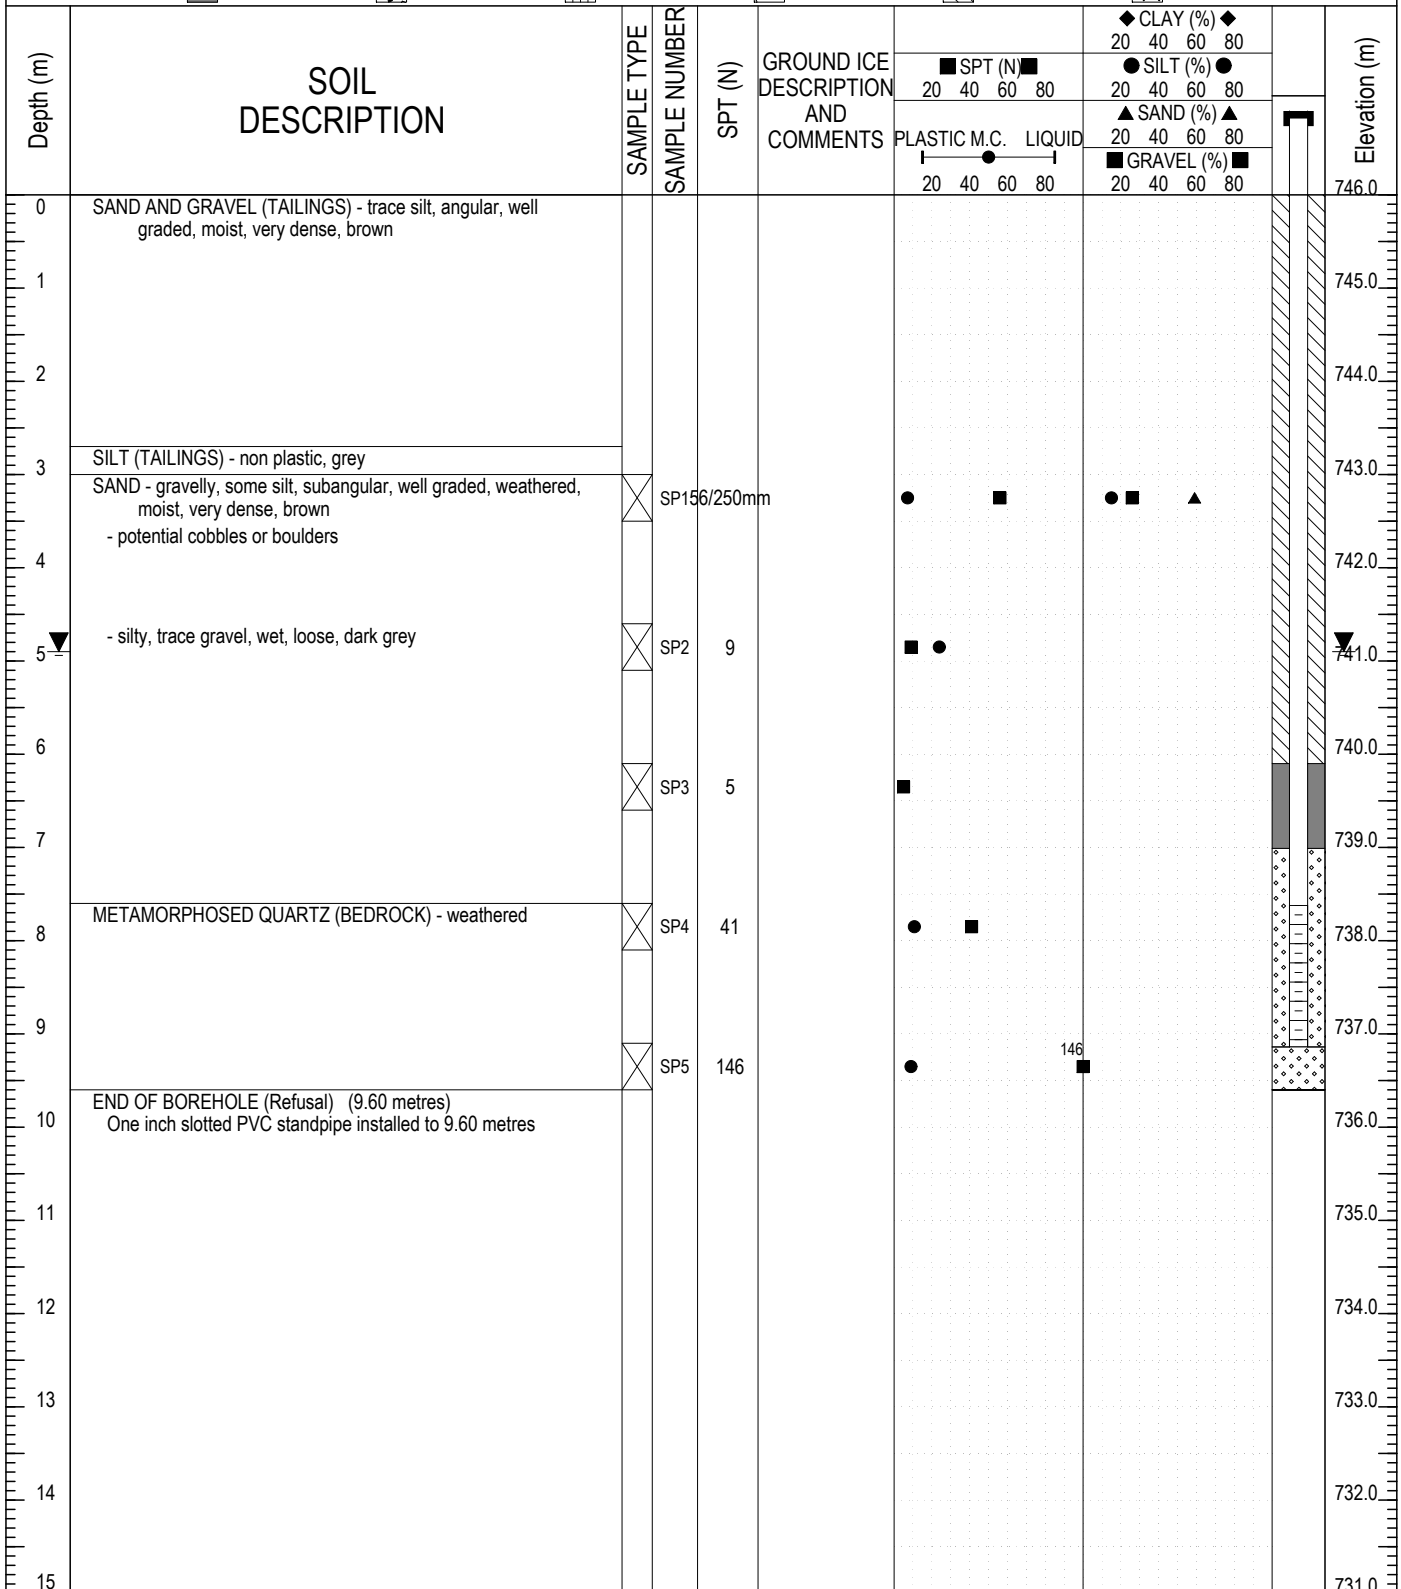 Depth (m)
SOIL
DESCRIPTION
SAMPLE TYPE
SAMPLE NUMBER
SPT (N)
GROUND ICE
DESCRIPTION
AND
COMMENTS
SPT (N)
20 40 60 80
PLASTIC M.C. LIQUID
20 40 60 80
CLAY (%)
20 40 60 80
SILT (%)
20 40 60 80
SAND (%)
20 40 60 80
GRAVEL (%)
20 40 60 80
Elevation (m)
746.0
0
SAND AND GRAVEL (TAILINGS) - trace silt, angular, well
graded, moist, very dense, brown
1
745.0
2
744.0
SILT (TAILINGS) - non plastic, grey
3
743.0
SAND - gravelly, some silt, subangular, well graded, weathered,
moist, very dense, brown
SP1 56/250mm
- potential cobbles or boulders
4
742.0
- silty, trace gravel, wet, loose, dark grey
SP2 9
5
741.0
6
740.0
SP3 5
7
739.0
METAMORPHOSED QUARTZ (BEDROCK) - weathered
SP4 41
8
738.0
9
737.0
146
SP5 146
END OF BOREHOLE (Refusal) (9.60 metres)
One inch slotted PVC standpipe installed to 9.60 metres
10
736.0
11
735.0
12
734.0
13
733.0
14
732.0
15
731.0